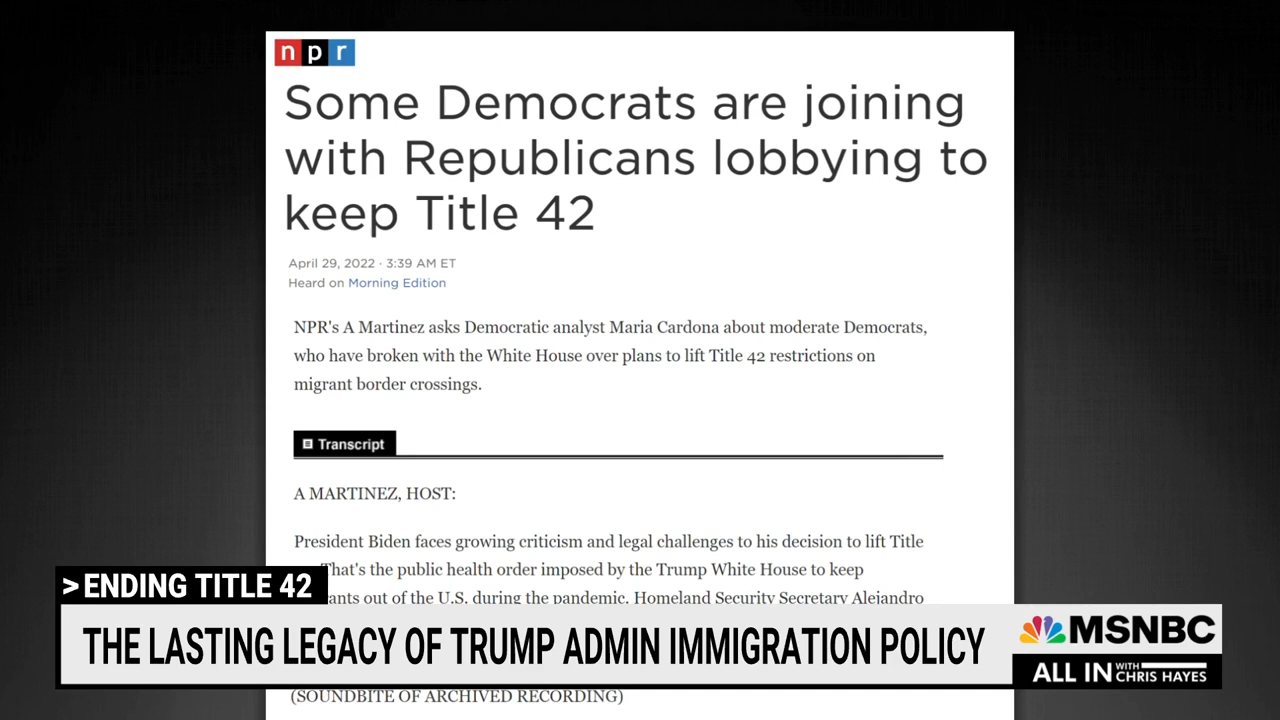 npr
Some Democrats are joining
with Republicans lobbying to
keep Title 42
April 29, 2022 · 3:39 AM ET
Heard on Morning Edition
NPR's A Martinez asks Democratic analyst Maria Cardona about moderate Democrats,
who have broken with the White House over plans to lift Title 42 restrictions on
migrant border crossings.
Transcript
A MARTINEZ, HOST:
President Biden faces growing criticism and legal challenges to his decision to lift Title
That's the public health order imposed by the Trump White House to keep
out of the U.S. during the pandemic. Homeland Security Secretary Alejandro
>ENDING TITLE 42
THE LASTING LEGACY OF TRUMP ADMIN IMMIGRATION POLICY
MSNBC
ALL IN WITH CHRIS HAYES
(SOUNDBITE OF ARCHIVED RECORDING)